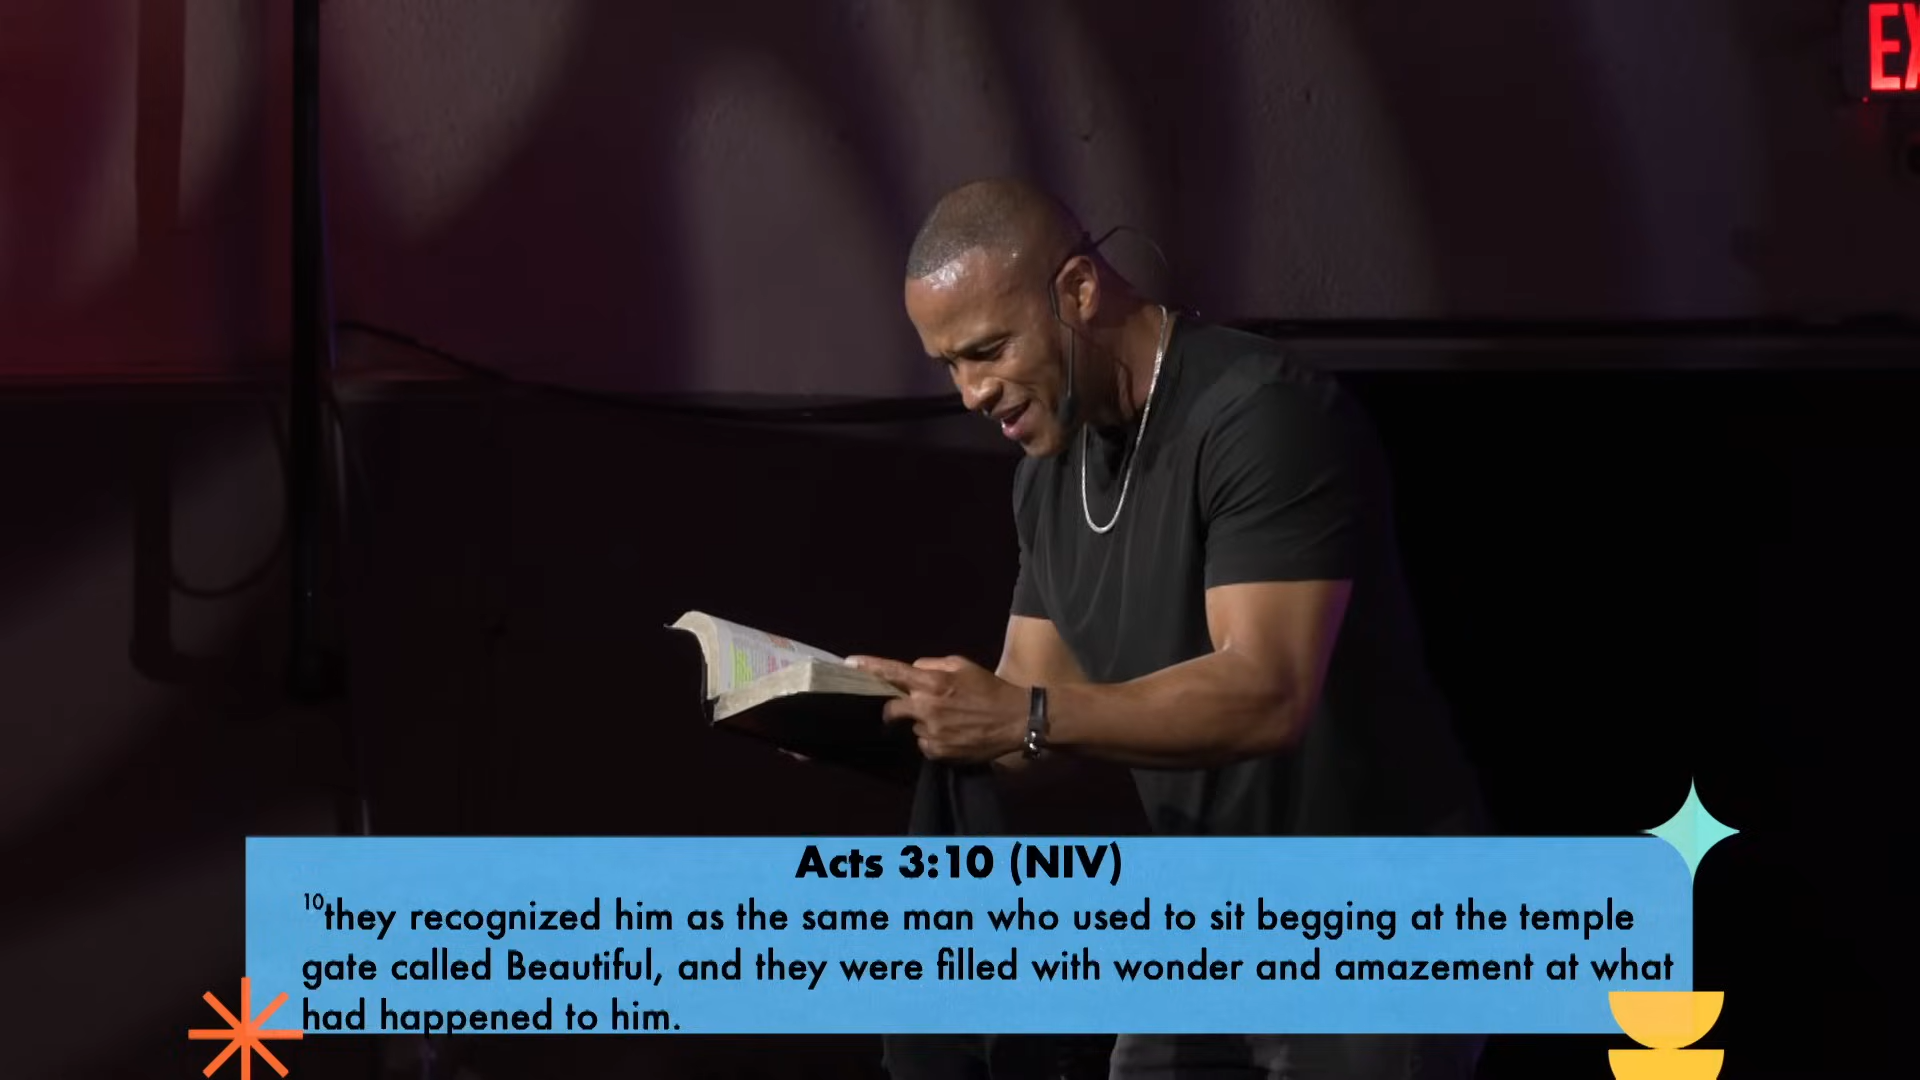 EX
Acts 3:10 (NIV)
10they recognized him as the same man who used to sit begging at the temple
gate called Beautiful, and they were filled with wonder and amazement at what
had happened to him.